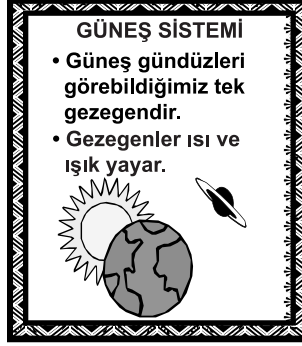 GÜNEŞ SİSTEMİ
• Güneş gündüzleri
görebildiğimiz tek
gezegendir.
• Gezegenler ısı ve
ışık yayar.